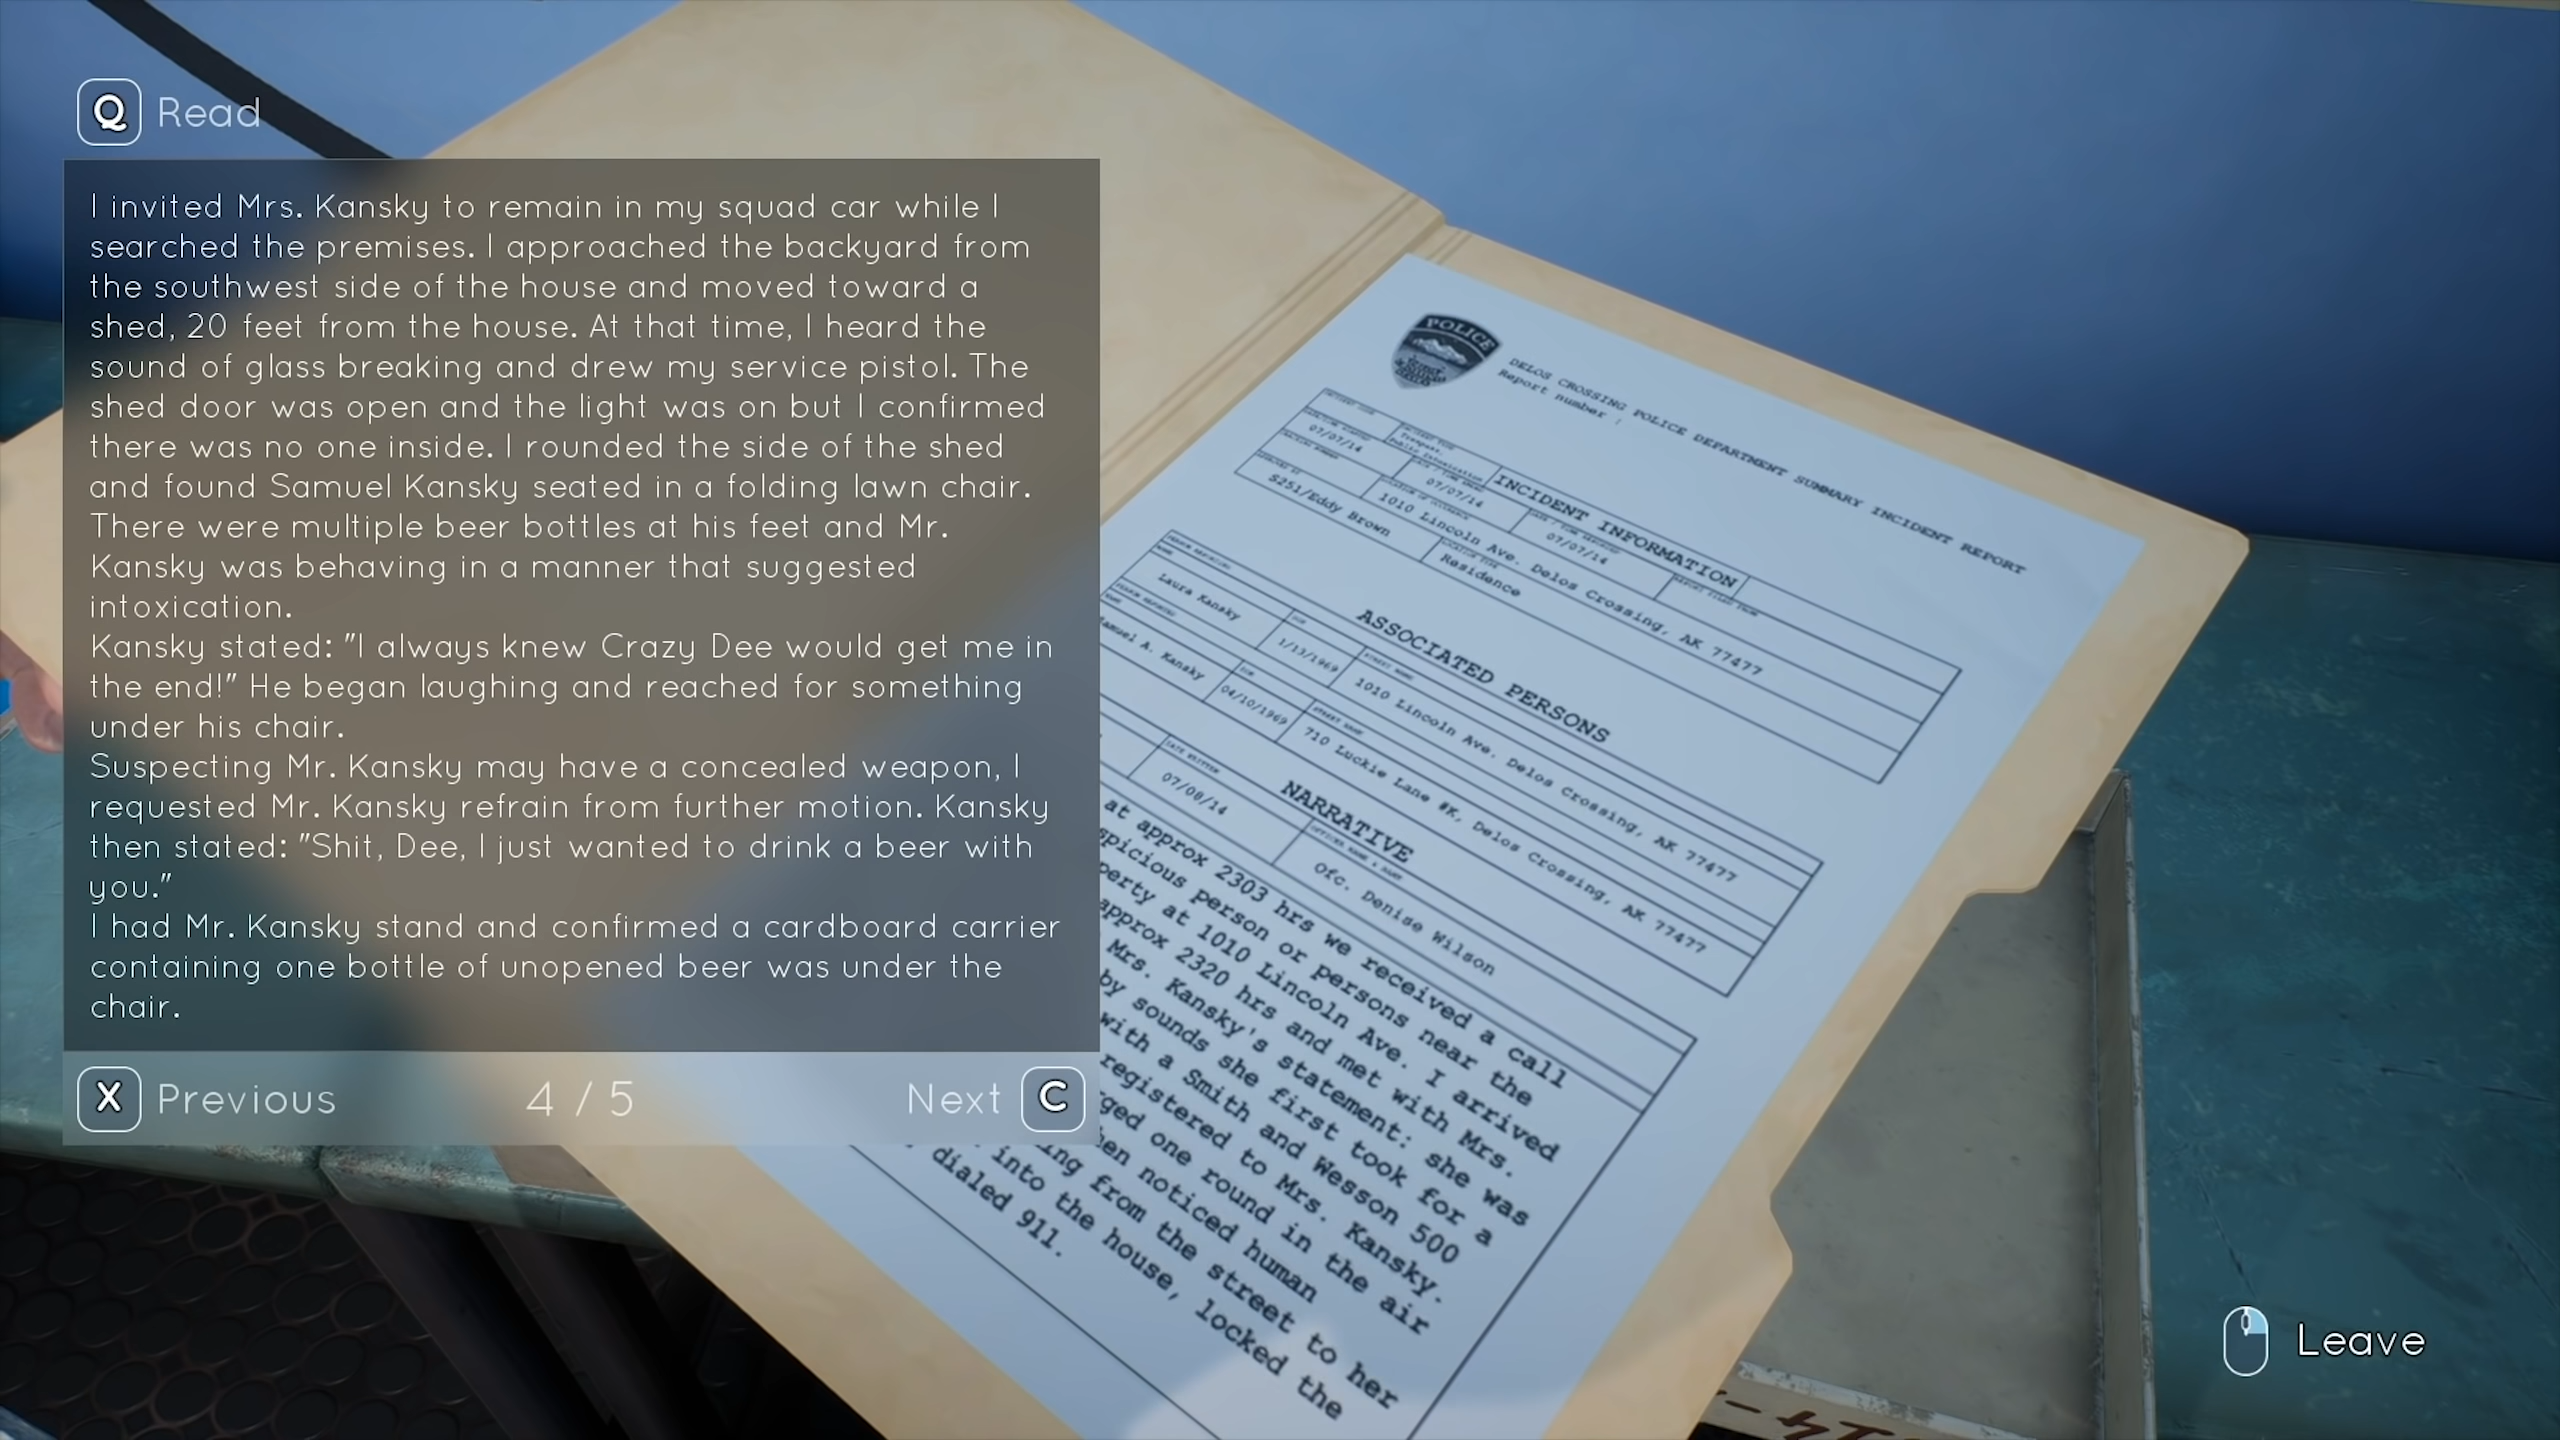 Q Read
I invited Mrs. Kansky to remain in my squad car while I
searched the premises. I approached the backyard from
the southwest side of the house and moved toward a
shed, 20 feet from the house. At that time, I heard the
sound of glass breaking and drew my service pistol. The
shed door was open and the light was on but I confirmed
there was no one inside. I rounded the side of the shed
and found Samuel Kansky seated in a folding lawn chair.
There were multiple beer bottles at his feet and Mr.
Kansky was behaving in a manner that suggested
intoxication.
Kansky stated: "I always knew Crazy Dee would get me in
the end!" He began laughing and reached for something
under his chair.
Suspecting Mr. Kansky may have a concealed weapon, I
requested Mr. Kansky refrain from further motion. Kansky
then stated: "Shit, Dee, I just wanted to drink a beer with
you."
I had Mr. Kansky stand and confirmed a cardboard carrier
containing one bottle of unopened beer was under the
chair.
X Previous 4 / 5 Next C
POLICE
DELOS CROSSING POLICE DEPARTMENT SUMMARY INCIDENT REPORT
Report number :
INCIDENT INFORMATION
07/07/14 07/07/14 07/07/14
1010 Lincoln Ave. Delos Crossing, AK 77477
S251/Eddy Brown Residence
ASSOCIATED PERSONS
Laura Kansky 1/13/1969 1010 Lincoln Ave. Delos Crossing, AK 77477
Samuel A. Kansky 04/10/1969 710 Luckie Lane #K, Delos Crossing, AK 77477
NARRATIVE
07/08/14 Ofc. Denise Wilson
at approx 2303 hrs we received a call
spicious person or persons near the
perty at 1010 Lincoln Ave. I arrived
approx 2320 hrs and met with Mrs.
Mrs. Kansky's statement: she was
by sounds she first took for a
with a Smith and Wesson 500
registered to Mrs. Kansky.
ged one round in the air
hen noticed human
ing from the street to her
into the house, locked the
dialed 911.
Leave